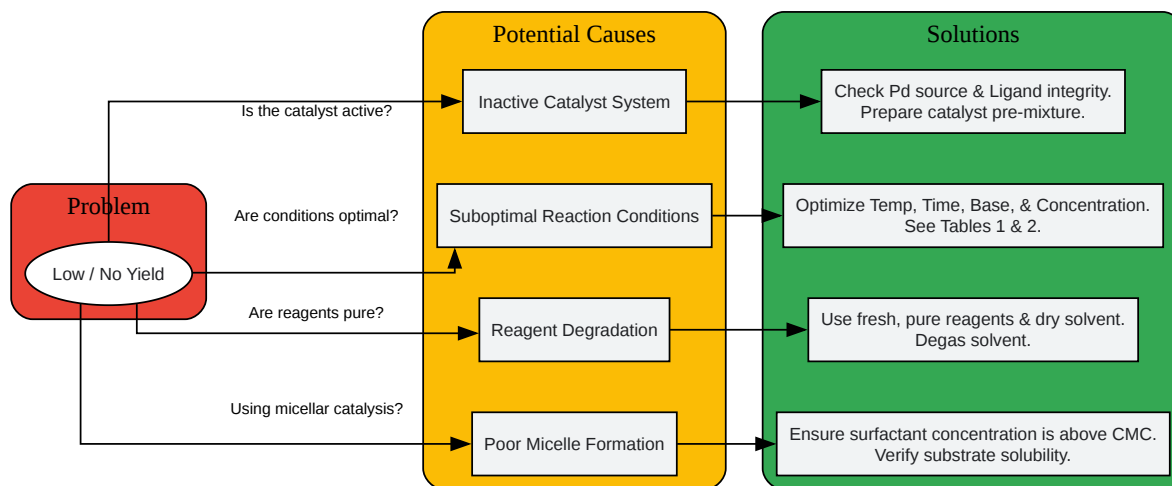 Potential Causes
Solutions
Problem
Low / No Yield
Is the catalyst active?
Inactive Catalyst System
Check Pd source & Ligand integrity.
Prepare catalyst pre-mixture.
Are conditions optimal?
Suboptimal Reaction Conditions
Optimize Temp, Time, Base, & Concentration.
See Tables 1 & 2.
Are reagents pure?
Reagent Degradation
Use fresh, pure reagents & dry solvent.
Degas solvent.
Using micellar catalysis?
Poor Micelle Formation
Ensure surfactant concentration is above CMC.
Verify substrate solubility.